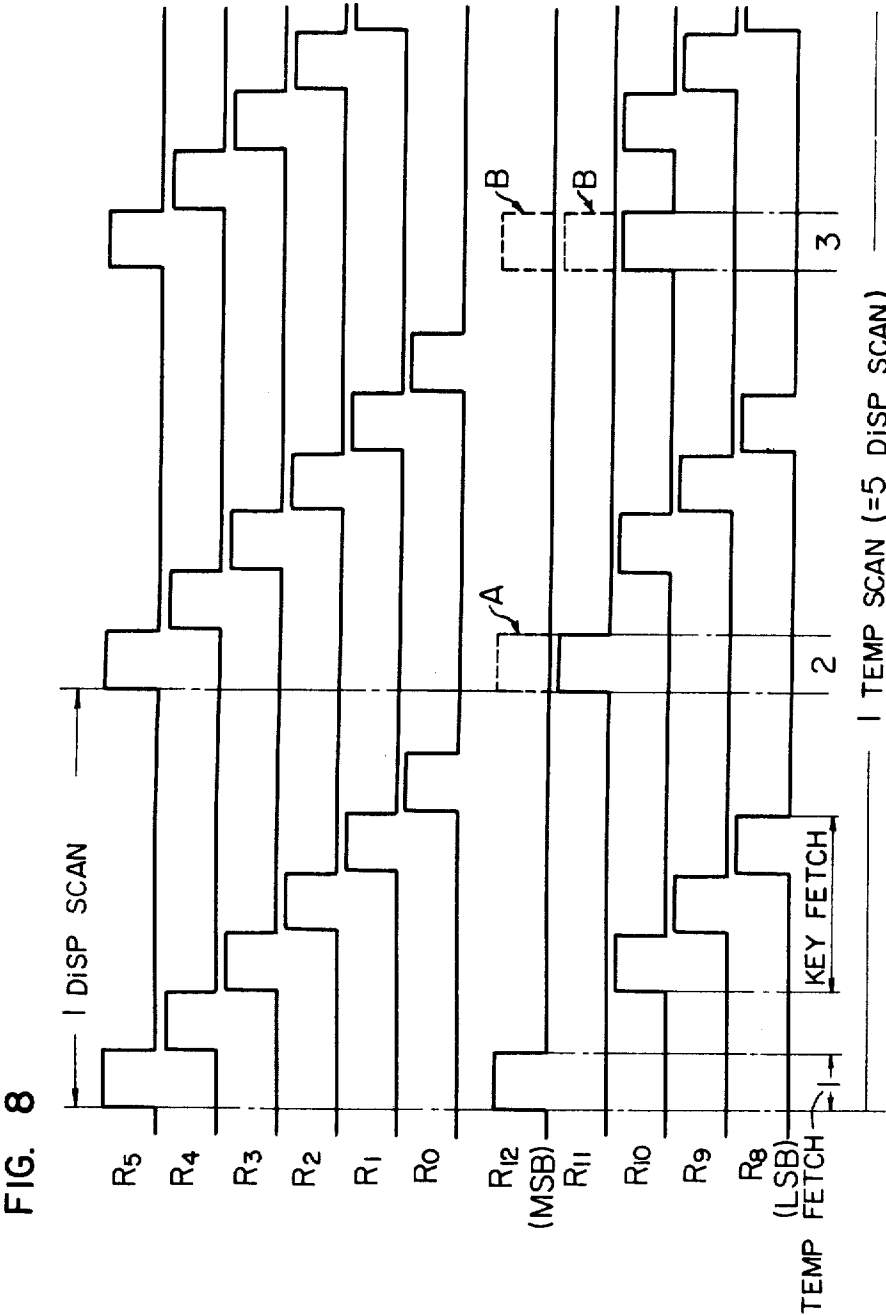 FIG. 8
1 DISP SCAN
R5
R4
R3
R2
R1
R0
R12
(MSB)
A
B
R11
B
R10
R9
R8
(LSB)
KEY FETCH
TEMP FETCH 1
2
3
1 TEMP SCAN (=5 DISP SCAN)